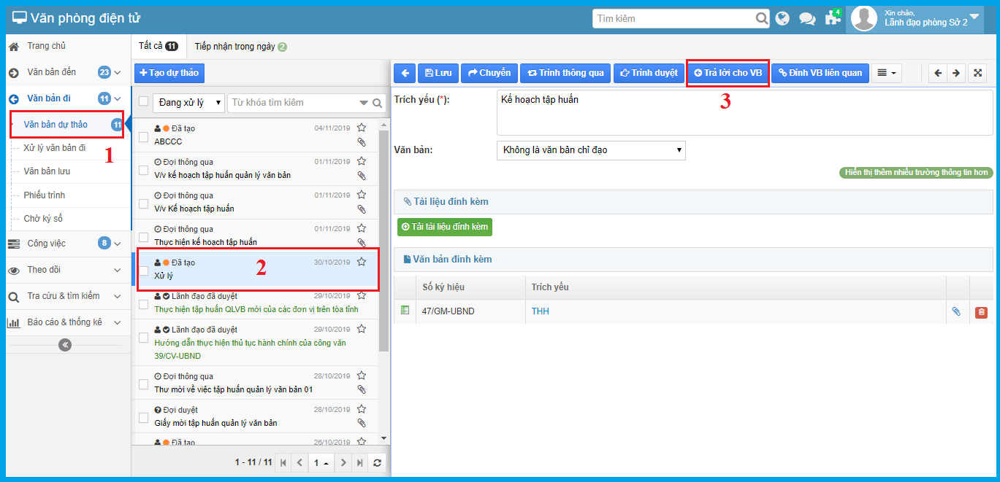 Văn phòng điện tử
Tìm kiếm
4
Xin chào,
Lãnh đạo phòng Sở 2
Trang chủ
Văn bản đến 23
Văn bản đi 11
Văn bản dự thảo 11
1
Xử lý văn bản đi
Văn bản lưu
Phiếu trình
Chờ ký số
Công việc 8
Theo dõi
Tra cứu & tìm kiếm
Báo cáo & thống kê
Tất cả 11
Tiếp nhận trong ngày 2
Tạo dự thảo
Đang xử lý
Từ khóa tìm kiếm
Đã tạo 04/11/2019
ABCCC
Đợi thông qua 01/11/2019
V/v kế hoạch tập huấn quản lý văn bản
Đợi thông qua 01/11/2019
V/v Kế hoạch tập huấn
Đợi thông qua 01/11/2019
Thực hiện kế hoạch tập huấn
Đã tạo 30/10/2019
Xử lý
2
Lãnh đạo đã duyệt 29/10/2019
Thực hiện tập huấn QLVB mới của các đơn vị trên tòa tỉnh
Lãnh đạo đã duyệt 29/10/2019
Hướng dẫn thực hiện thủ tục hành chính của công văn
39/CV-UBND
Đợi thông qua 28/10/2019
Thư mời về việc tập huấn quản lý văn bản 01
Đợi duyệt 28/10/2019
Giấy mời tập huấn quản lý văn bản
Đã tạo 26/10/2019
1 - 11 / 11
1
Lưu
Chuyển
Trình thông qua
Trình duyệt
Trả lời cho VB
Đính VB liên quan
3
Trích yếu (*):
Kế hoạch tập huấn
Văn bản:
Không là văn bản chỉ đạo
Hiển thị thêm nhiều trường thông tin hơn
Tài liệu đính kèm
Tải tài liệu đính kèm
Văn bản đính kèm
Số ký hiệu Trích yếu
47/GM-UBND THH